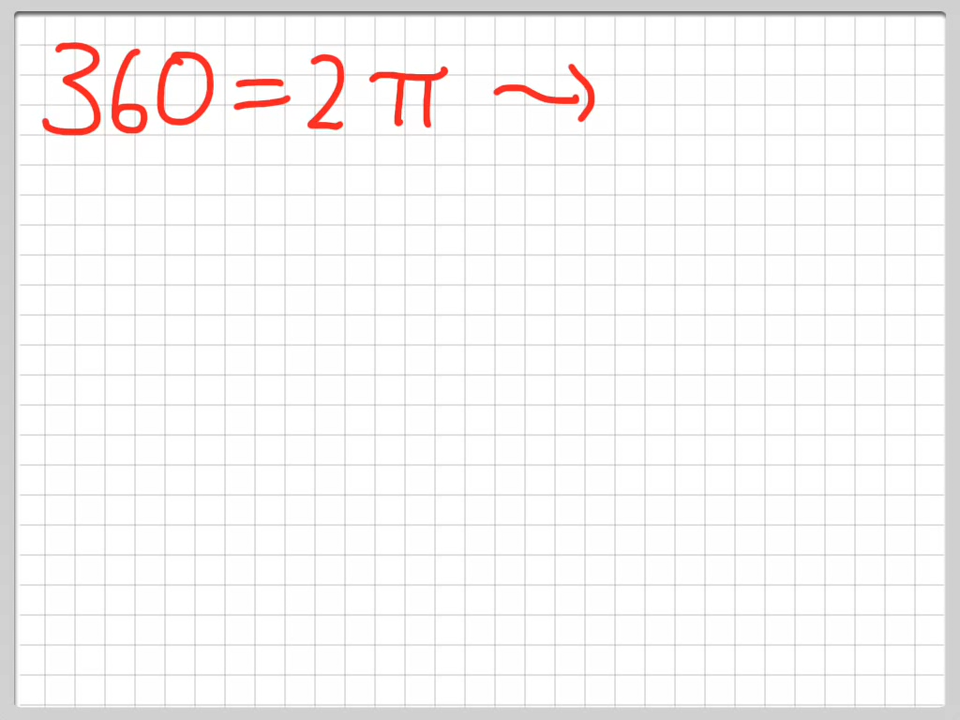 360 = 2π →